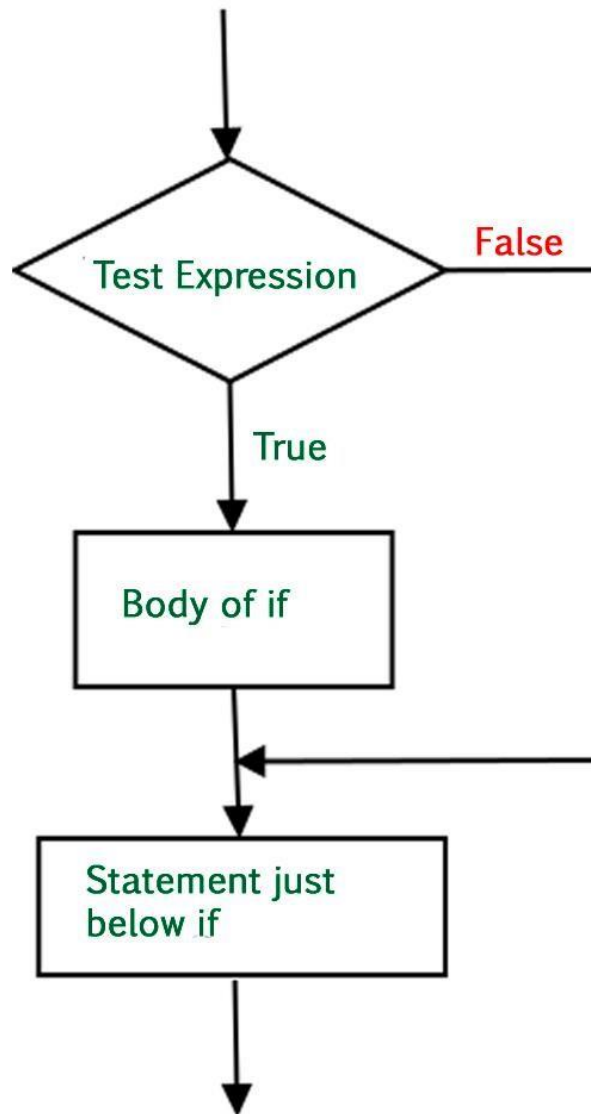 False
Test Expression
True
Body of if
Statement just
below if